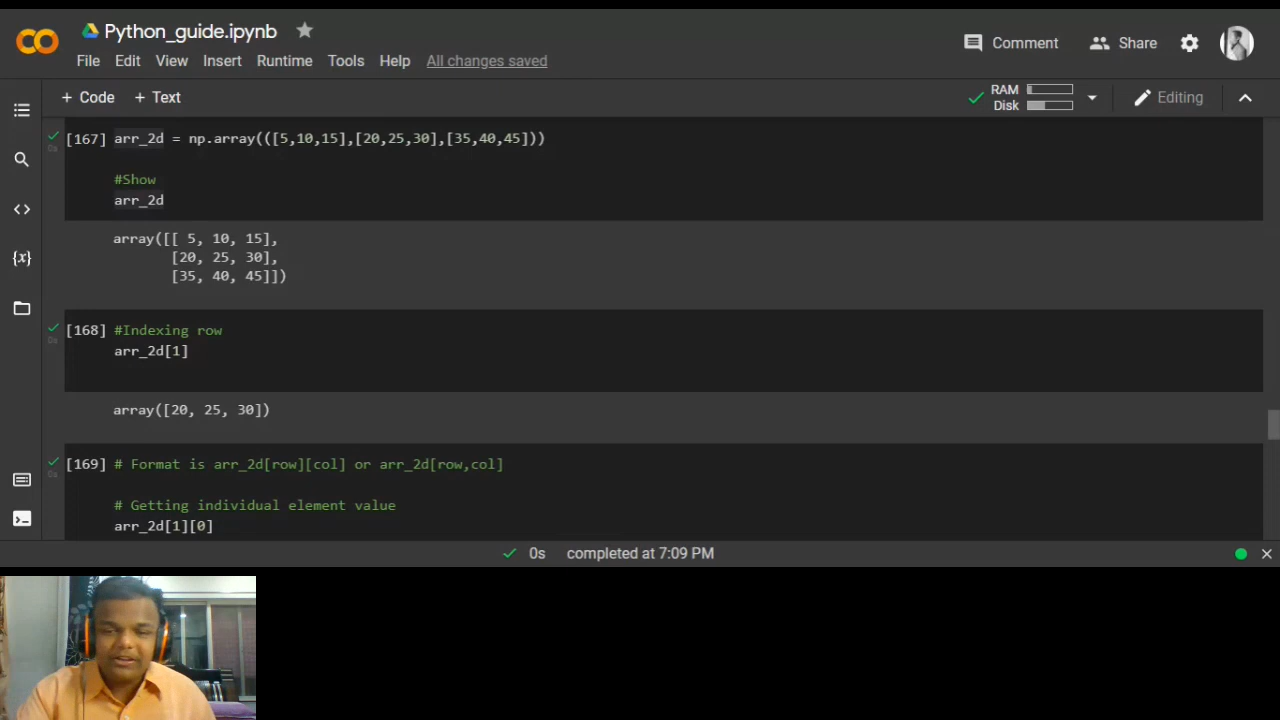 Python_guide.ipynb
File Edit View Insert Runtime Tools Help All changes saved
Comment Share
+ Code + Text
RAM
Disk
Editing
[167] arr_2d = np.array(([5,10,15],[20,25,30],[35,40,45]))
0s
#Show
arr_2d
array([[ 5, 10, 15],
[20, 25, 30],
[35, 40, 45]])
[168] #Indexing row
0s
arr_2d[1]
array([20, 25, 30])
[169] # Format is arr_2d[row][col] or arr_2d[row,col]
0s
# Getting individual element value
arr_2d[1][0]
0s completed at 7:09 PM